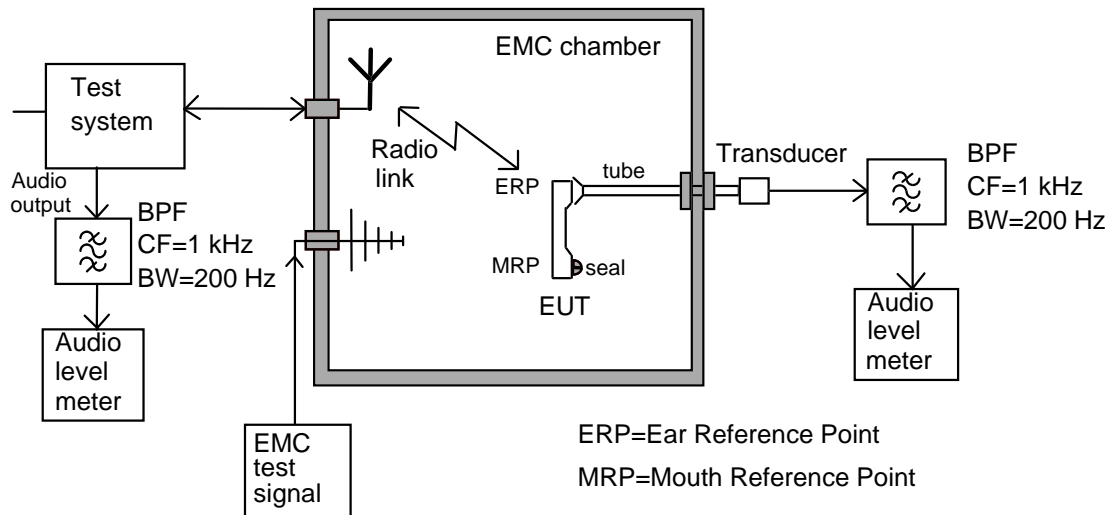 EMC chamber
Test
system
Radio
link
Audio
output
BPF
CF=1 kHz
BW=200 Hz
Audio
level
meter
EMC
test
signal
ERP
tube
MRP
seal
EUT
Transducer
BPF
CF=1 kHz
BW=200 Hz
Audio
level
meter
ERP=Ear Reference Point
MRP=Mouth Reference Point